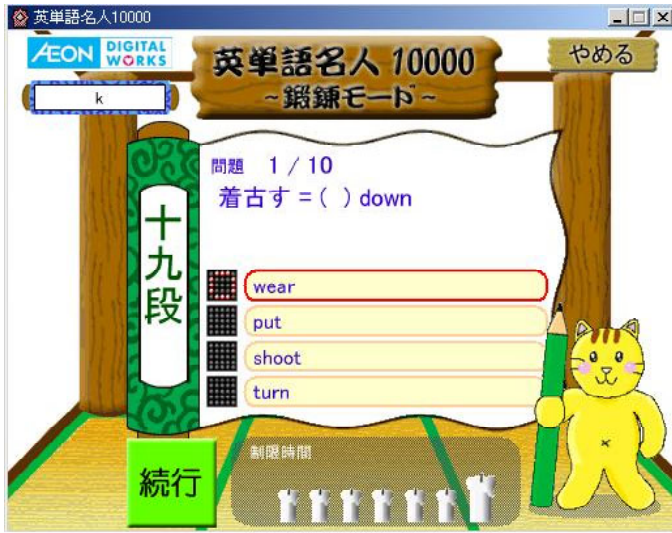 英単語名人10000
ÆON DIGITAL WORKS
英単語名人 10000
～鍛錬モード～
やめる
k
十九段
問題 1 / 10
着古す = ( ) down
wear
put
shoot
turn
続行
制限時間